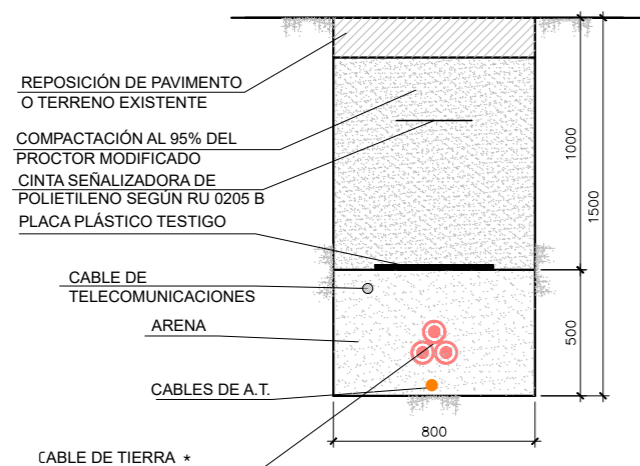 REPOSICIÓN DE PAVIMENTO
O TERRENO EXISTENTE
COMPACTACIÓN AL 95% DEL
PROCTOR MODIFICADO
CINTA SEÑALIZADORA DE
POLIETILENO SEGÚN RU 0205 B
PLACA PLÁSTICO TESTIGO
CABLE DE
TELECOMUNICACIONES
ARENA
CABLES DE A.T.
CABLE DE TIERRA *
1000
1500
500
800